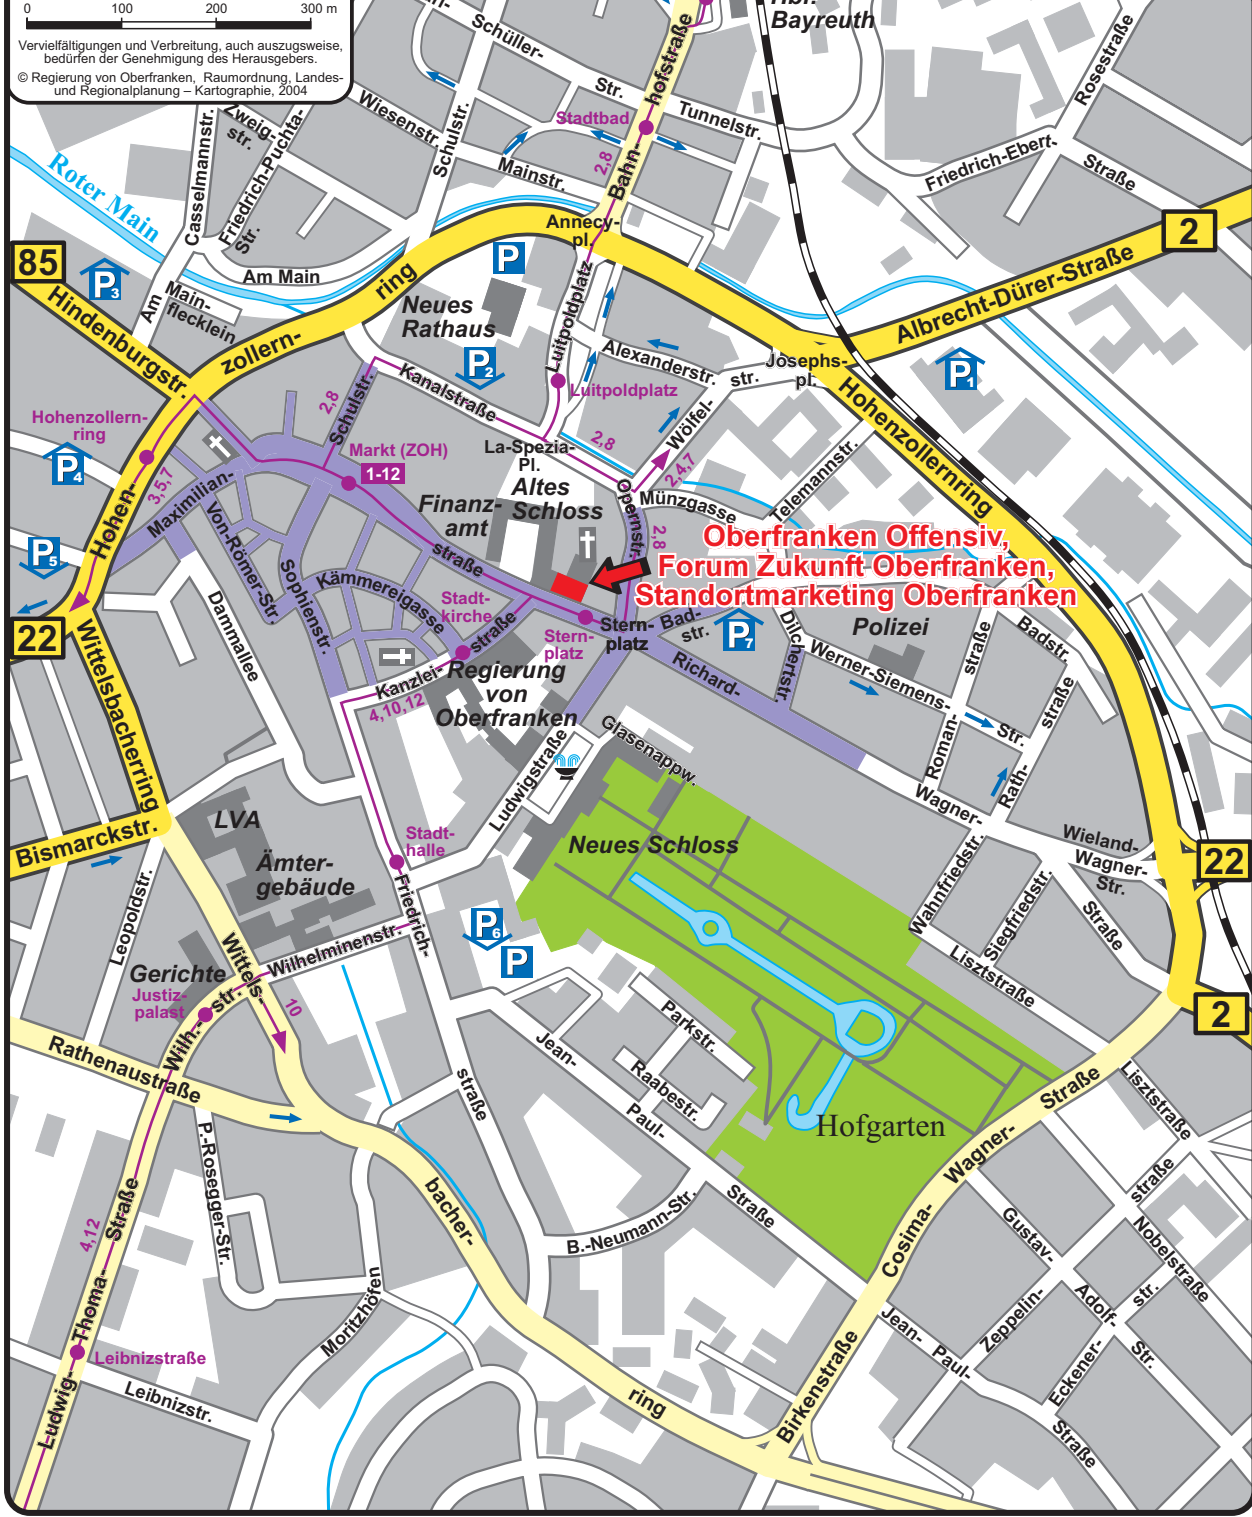 0 100 200 300 m
Vervielfältigungen und Verbreitung, auch auszugsweise,
bedürfen der Genehmigung des Herausgebers.
© Regierung von Oberfranken, Raumordnung, Landes-
und Regionalplanung – Kartographie, 2004
Hbf.
Bayreuth
Schüller-
Str.
Tunnelstr.
hofstraße
Bahn-
Stadtbad
2,8
Rosestraße
Friedrich-Ebert-
Straße
Wiesenstr.
Schulstr.
Mainstr.
Zweig-
str.
Friedrich-Puchta-
Str.
Casselmannstr.
Roter Main
Am Main
Am
Main-
flecklein
Annecy-
pl.
85
2
P3
P
Hindenburgstr.
zollern-
ring
Neues
Rathaus
P2
Luitpoldplatz
Luitpoldplatz
Alexanderstr.
str.
Josephs-
pl.
Albrecht-Dürer-Straße
P1
Hohenzollernring
Kanalstraße
Wölfel-
2,8
2,4,7
Schulstr.
2,8
Hohenzollern-
ring
P4
3,5,7
Markt (ZOH)
1-12
La-Spezia-
Pl.
Altes
Schloss
Finanz-
amt
Münzgasse
Telemannstr.
Opernstr.
2,8
Maximilian-
straße
Hohen-
P5
22
Von-Römer-Str.
Sophienstr.
Kämmereigasse
Dammallee
Oberfranken Offensiv,
Forum Zukunft Oberfranken,
Standortmarketing Oberfranken
Stadt-
kirche
Stern-
platz
Stern-
platz
Bad-
str.
P7
Polizei
Badstr.
Dilchertstr.
Werner-Siemens-
Str.
Roman-
straße
Rath-
straße
Richard-
Wagner-
Straße
Kanzlei-
straße
4,10,12
Regierung
von
Oberfranken
Glasenappw.
Ludwigstraße
Wittelsbacherring
Bismarckstr.
LVA
Ämter-
gebäude
Stadt-
halle
Neues Schloss
Wieland-
Wagner-
Str.
22
Wahnfriedstr.
Siegfriedstr.
Lisztstraße
2
Leopoldstr.
Gerichte
Justiz-
palast
Wilh.-
str.
Wittels-
Wilhelminenstr.
10
Friedrich-
straße
P6
P
Parkstr.
Raabestr.
Jean-
Paul-
Straße
Hofgarten
Rathenaustraße
P.-Rosegger-Str.
bacher-
ring
B.-Neumann-Str.
Cosima-
Wagner-
Straße
Lisztstraße
straße
Nobelstraße
Gustav-
Adolf-
Str.
Zeppelin-
str.
Eckener-
Jean-
Paul-
Straße
Birkenstraße
4,12
Ludwig-
Thoma-
Straße
Leibnizstraße
Leibnizstr.
Moritzhöfen